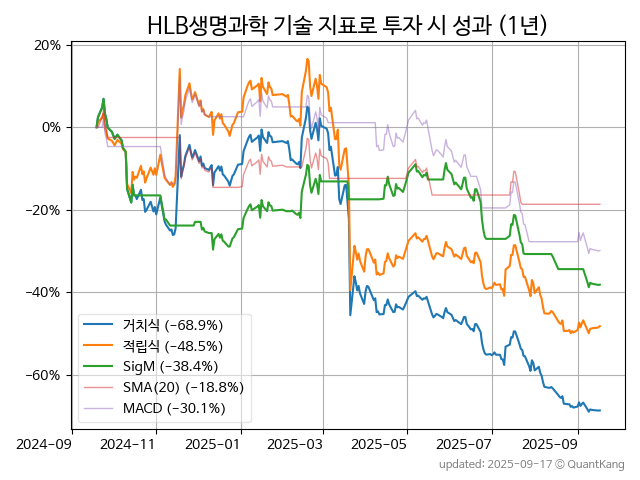 HLB생명과학 기술 지표로 투자 시 성과 (1년)
20%
0%
−20%
−40%
−60%
거치식 (−68.9%)
적립식 (−48.5%)
SigM (−38.4%)
SMA(20) (−18.8%)
MACD (−30.1%)
2024-09
2024-11
2025-01
2025-03
2025-05
2025-07
2025-09
updated: 2025-09-17 © QuantKang